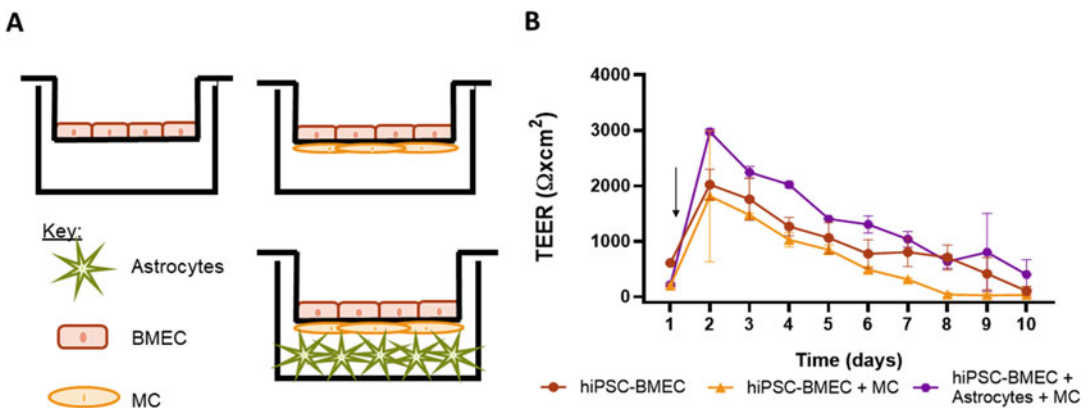 A
Key:
Astrocytes
BMEC
MC
B
TEER (Ωxcm²)
4000
3000
2000
1000
0
1 2 3 4 5 6 7 8 9 10
Time (days)
hiPSC-BMEC
hiPSC-BMEC + MC
hiPSC-BMEC +
Astrocytes + MC